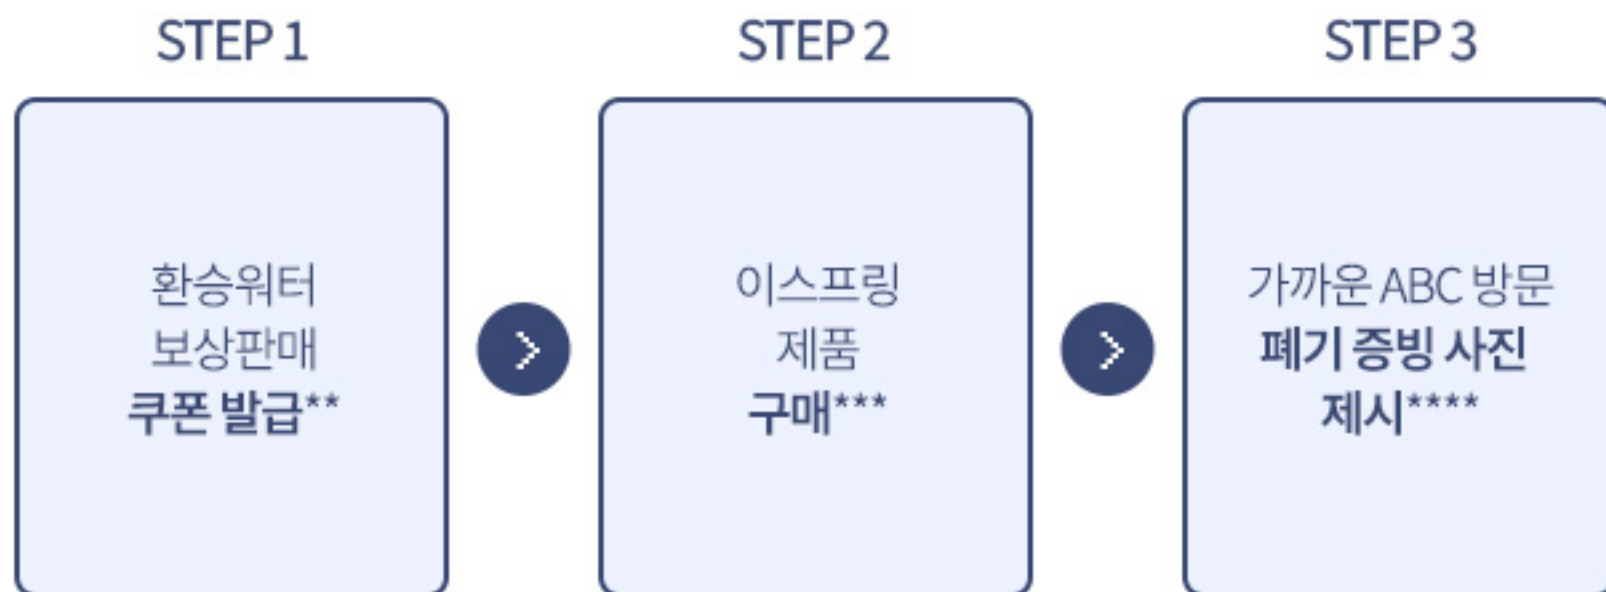 STEP 1
환승워터
보상판매
쿠폰 발급**
STEP 2
이스프링
제품
구매***
STEP 3
가까운 ABC 방문
폐기 증빙 사진
제시****